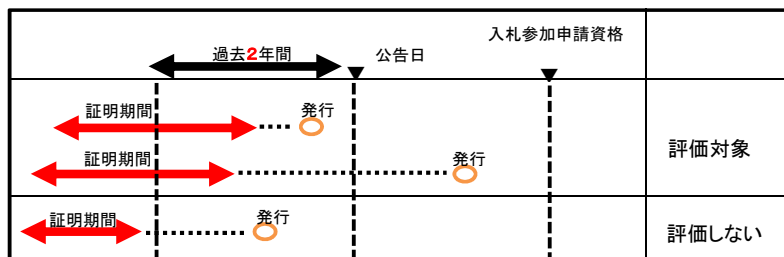 入札参加申請資格
過去2年間
公告日
証明期間
発行
評価対象
証明期間
発行
証明期間
発行
評価しない